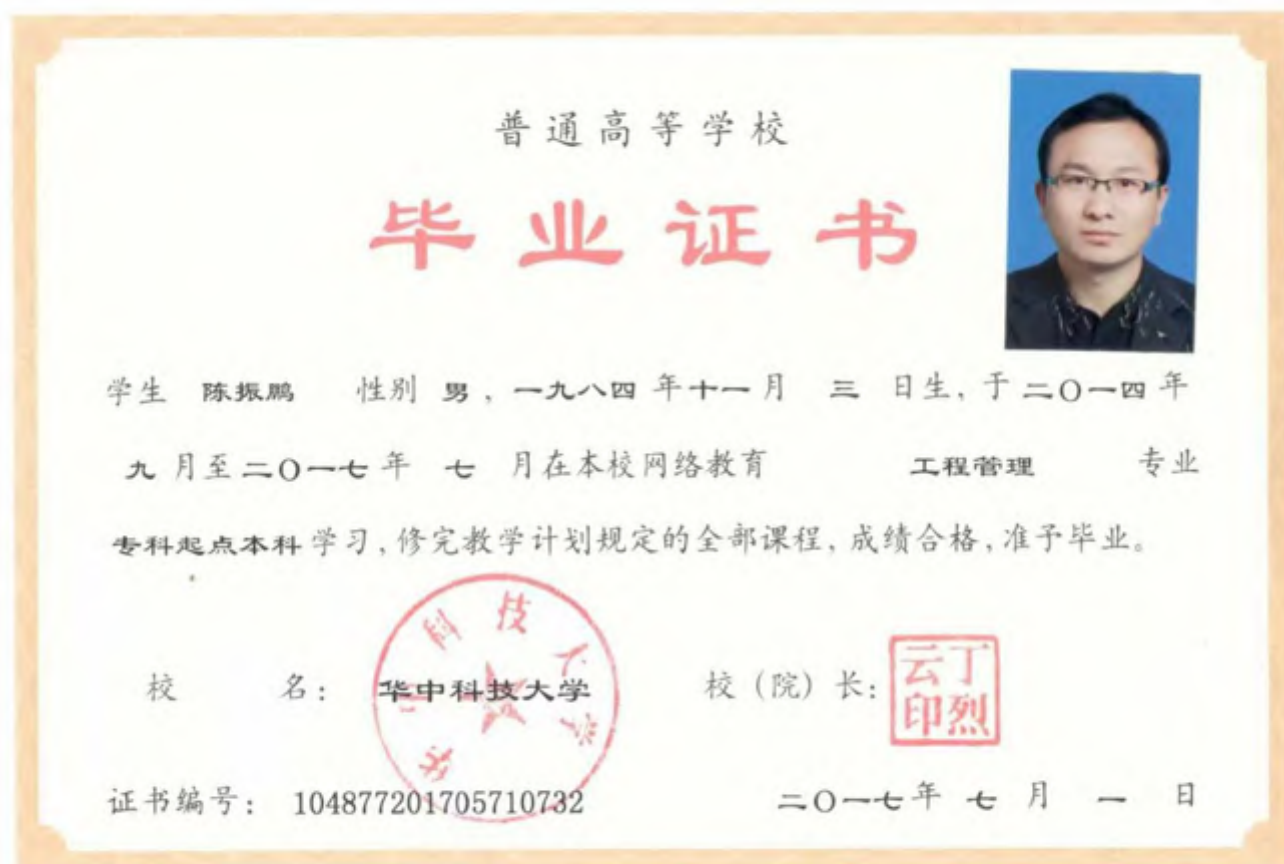 普通高等学校
毕业证书
学生 陈振鹏 性别 男，一九八四年十一月 三 日生，于二〇一四年
九月至二〇一七年 七 月在本校网络教育 工程管理 专业
专科起点本科学习，修完教学计划规定的全部课程，成绩合格，准予毕业。
校 名： 华中科技大学 校（院）长：
华中科技大学
丁烈云印
证书编号： 104877201705710732 二〇一七年 七 月 一 日